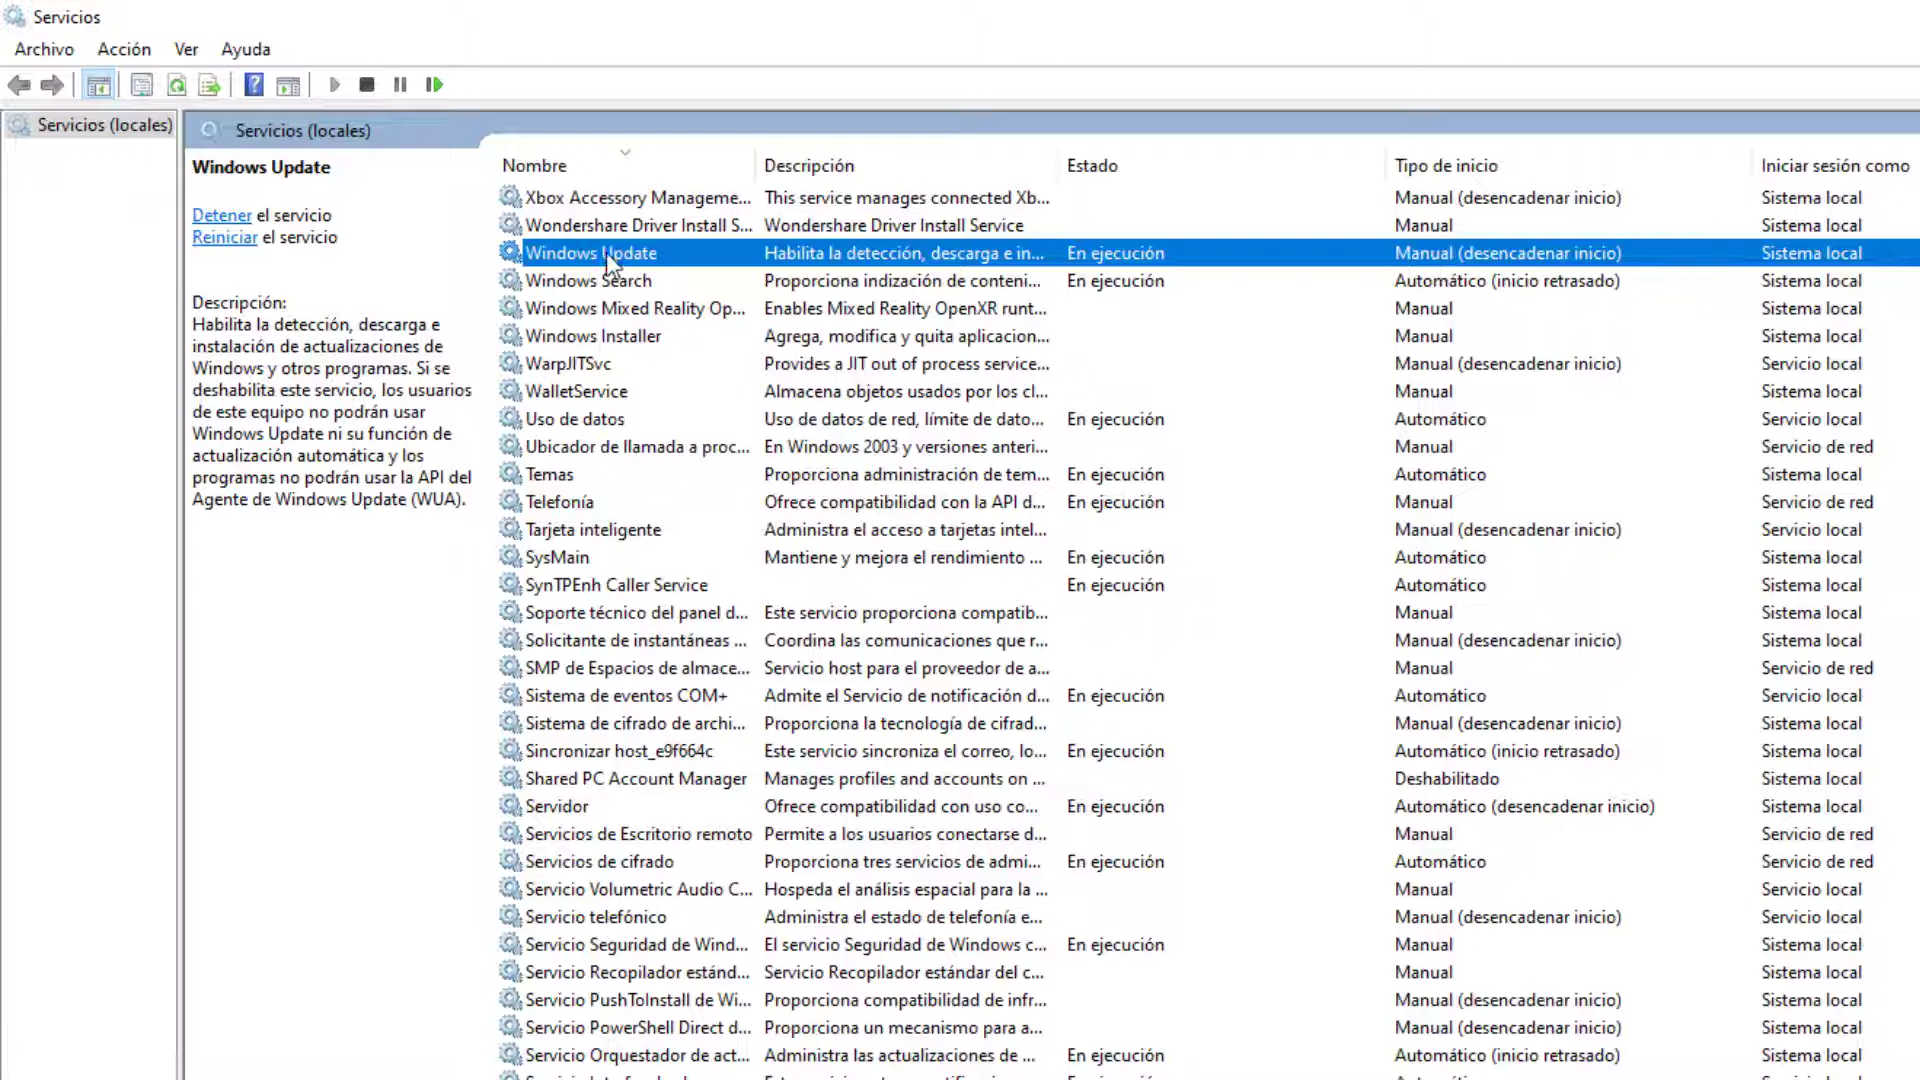 Servicios
Archivo Acción Ver Ayuda
Servicios (locales)
Servicios (locales)
Windows Update
Detener el servicio
Reiniciar el servicio
Descripción:
Habilita la detección, descarga e
instalación de actualizaciones de
Windows y otros programas. Si se
deshabilita este servicio, los usuarios
de este equipo no podrán usar
Windows Update ni su función de
actualización automática y los
programas no podrán usar la API del
Agente de Windows Update (WUA).
Nombre Descripción Estado Tipo de inicio Iniciar sesión como
Xbox Accessory Manageme... This service manages connected Xb... Manual (desencadenar inicio) Sistema local
Wondershare Driver Install S... Wondershare Driver Install Service Manual Sistema local
Windows Update Habilita la detección, descarga e in... En ejecución Manual (desencadenar inicio) Sistema local
Windows Search Proporciona indización de conteni... En ejecución Automático (inicio retrasado) Sistema local
Windows Mixed Reality Op... Enables Mixed Reality OpenXR runt... Manual Sistema local
Windows Installer Agrega, modifica y quita aplicacion... Manual Sistema local
WarpJITSvc Provides a JIT out of process service... Manual (desencadenar inicio) Servicio local
WalletService Almacena objetos usados por los cl... Manual Sistema local
Uso de datos Uso de datos de red, límite de dato... En ejecución Automático Servicio local
Ubicador de llamada a proc... En Windows 2003 y versiones anteri... Manual Servicio de red
Temas Proporciona administración de tem... En ejecución Automático Sistema local
Telefonía Ofrece compatibilidad con la API d... En ejecución Manual Servicio de red
Tarjeta inteligente Administra el acceso a tarjetas intel... Manual (desencadenar inicio) Servicio local
SysMain Mantiene y mejora el rendimiento ... En ejecución Automático Sistema local
SynTPEnh Caller Service En ejecución Automático Sistema local
Soporte técnico del panel d... Este servicio proporciona compatib... Manual Sistema local
Solicitante de instantáneas ... Coordina las comunicaciones que r... Manual (desencadenar inicio) Sistema local
SMP de Espacios de almace... Servicio host para el proveedor de a... Manual Servicio de red
Sistema de eventos COM+ Admite el Servicio de notificación d... En ejecución Automático Servicio local
Sistema de cifrado de archi... Proporciona la tecnología de cifrad... Manual (desencadenar inicio) Sistema local
Sincronizar host_e9f664c Este servicio sincroniza el correo, lo... En ejecución Automático (inicio retrasado) Sistema local
Shared PC Account Manager Manages profiles and accounts on ... Deshabilitado Sistema local
Servidor Ofrece compatibilidad con uso co... En ejecución Automático (desencadenar inicio) Sistema local
Servicios de Escritorio remoto Permite a los usuarios conectarse d... Manual Servicio de red
Servicios de cifrado Proporciona tres servicios de admi... En ejecución Automático Servicio de red
Servicio Volumetric Audio C... Hospeda el análisis espacial para la ... Manual Servicio local
Servicio telefónico Administra el estado de telefonía e... Manual (desencadenar inicio) Servicio local
Servicio Seguridad de Wind... El servicio Seguridad de Windows c... En ejecución Manual Sistema local
Servicio Recopilador estánd... Servicio Recopilador estándar del c... Manual Sistema local
Servicio PushToInstall de Wi... Proporciona compatibilidad de infr... Manual (desencadenar inicio) Sistema local
Servicio PowerShell Direct d... Proporciona un mecanismo para a... Manual (desencadenar inicio) Sistema local
Servicio Orquestador de act... Administra las actualizaciones de ... En ejecución Automático (inicio retrasado) Sistema local